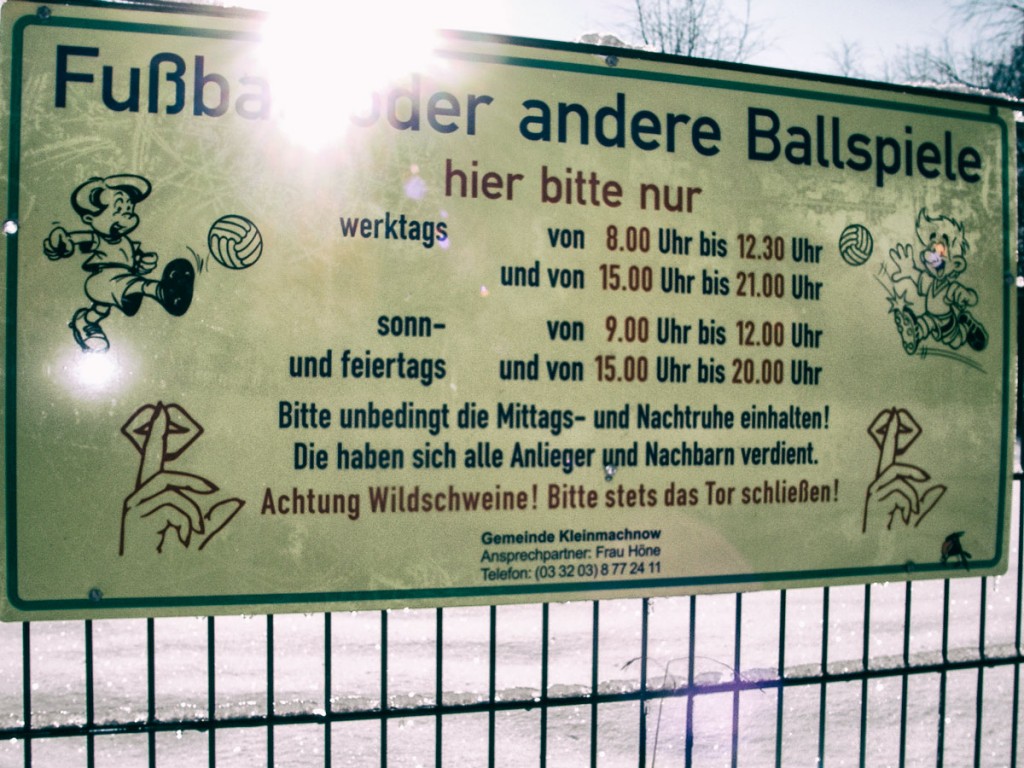 Fußball oder andere Ballspiele
hier bitte nur
werktags von 8.00 Uhr bis 12.30 Uhr
und von 15.00 Uhr bis 21.00 Uhr
sonn- von 9.00 Uhr bis 12.00 Uhr
und feiertags und von 15.00 Uhr bis 20.00 Uhr
Bitte unbedingt die Mittags- und Nachtruhe einhalten!
Die haben sich alle Anlieger und Nachbarn verdient.
Achtung Wildschweine! Bitte stets das Tor schließen!
Gemeinde Kleinmachnow
Ansprechpartner: Frau Höne
Telefon: (03 32 03) 8 77 24 11